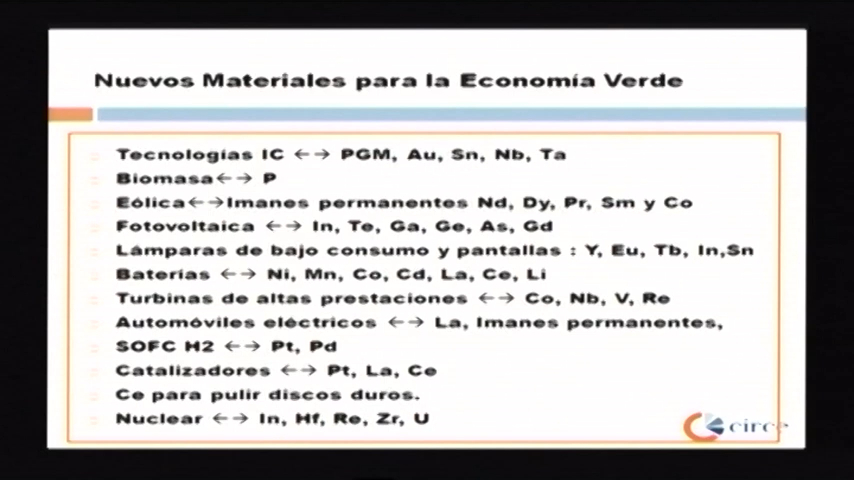 Nuevos Materiales para la Economía Verde
Tecnologías IC ←→ PGM, Au, Sn, Nb, Ta
Biomasa←→ P
Eólica←→Imanes permanentes Nd, Dy, Pr, Sm y Co
Fotovoltaica ←→ In, Te, Ga, Ge, As, Gd
Lámparas de bajo consumo y pantallas : Y, Eu, Tb, In,Sn
Baterías ←→ Ni, Mn, Co, Cd, La, Ce, Li
Turbinas de altas prestaciones ←→ Co, Nb, V, Re
Automóviles eléctricos ←→ La, Imanes permanentes,
SOFC H2 ←→ Pt, Pd
Catalizadores ←→ Pt, La, Ce
Ce para pulir discos duros.
Nuclear ←→ In, Hf, Re, Zr, U
circe